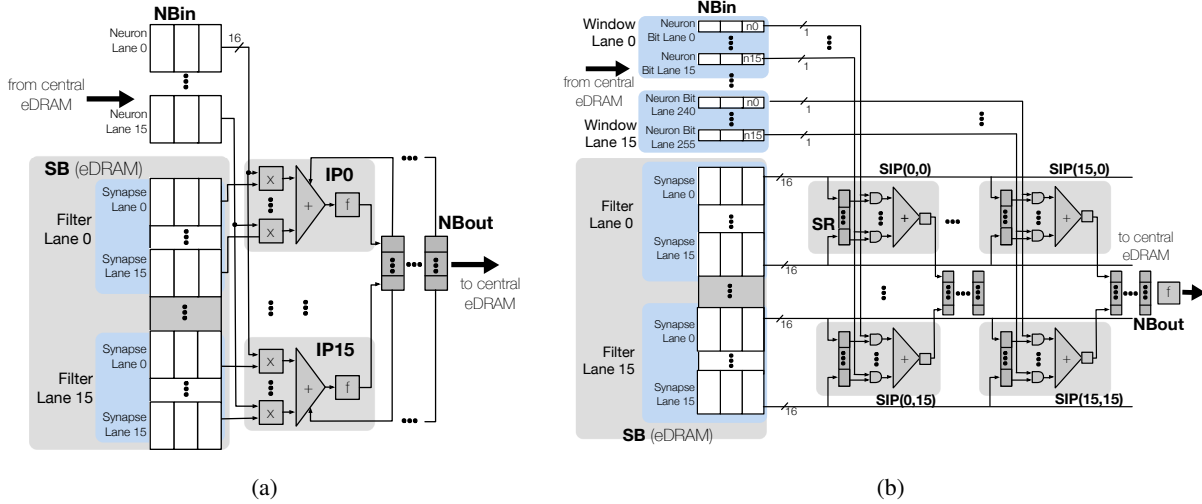 NBin
Neuron
Lane 0
16
from central
eDRAM
Neuron
Lane 15
SB (eDRAM)
IP0
Synapse
Lane 0
x
+
f
Filter
Lane 0
x
NBout
Synapse
Lane 15
to central
eDRAM
IP15
Synapse
Lane 0
x
Filter
Lane 15
+
f
Synapse
Lane 15
x
(a)
NBin
Window
Lane 0
Neuron
Bit Lane 0
n0
1
Neuron
Bit Lane 15
n15
1
from central
eDRAM
Neuron Bit
Lane 240
n0
1
Window
Lane 15
Neuron Bit
Lane 255
n15
1
16
SIP(0,0)
SIP(15,0)
Synapse
Lane 0
Filter
Lane 0
SR
+
+
Synapse
Lane 15
16
to central
eDRAM
f
NBout
16
Synapse
Lane 0
Filter
Lane 15
+
+
Synapse
Lane 15
16
SIP(0,15)
SIP(15,15)
SB (eDRAM)
(b)